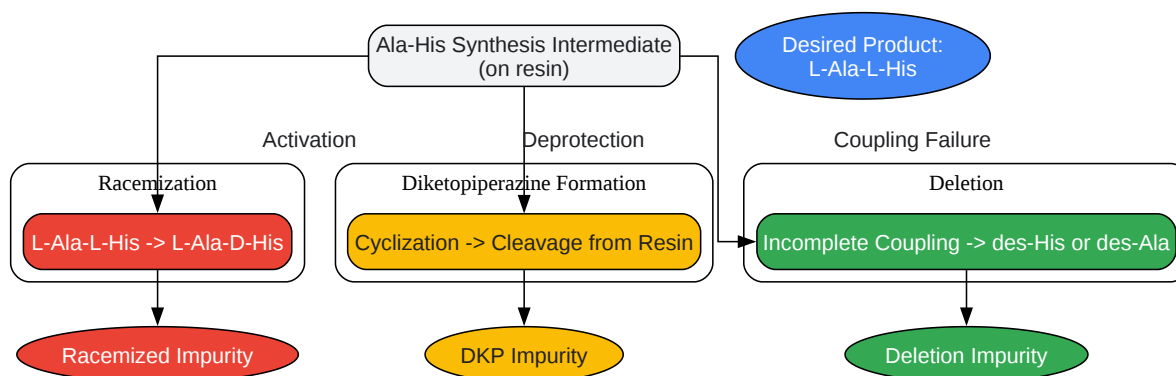 Ala-His Synthesis Intermediate
(on resin)
Desired Product:
L-Ala-L-His
Activation
Deprotection
Coupling Failure
Racemization
Diketopiperazine Formation
Deletion
L-Ala-L-His -> L-Ala-D-His
Cyclization -> Cleavage from Resin
Incomplete Coupling -> des-His or des-Ala
Racemized Impurity
DKP Impurity
Deletion Impurity